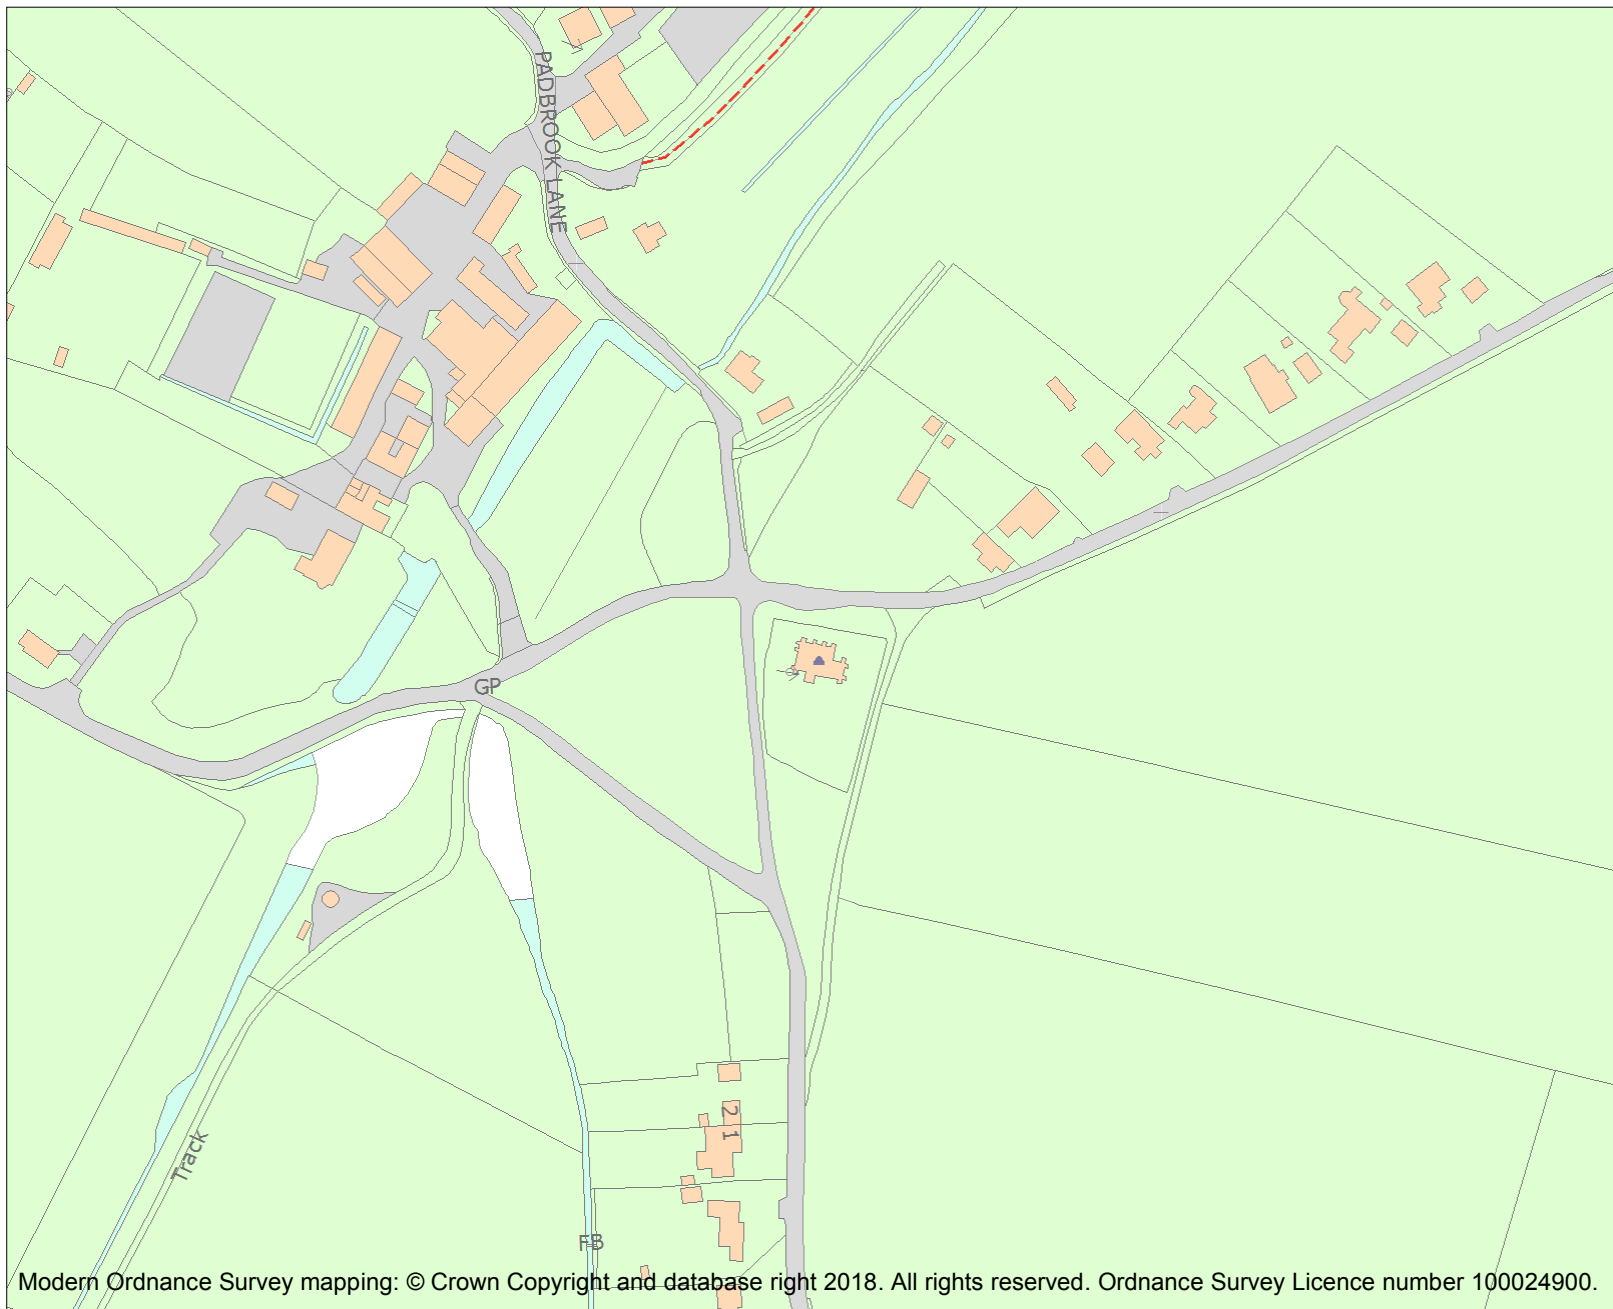 PADBROOK LANE
GP
2
1
Track
FB
Modern Ordnance Survey mapping: © Crown Copyright and database right 2018. All rights reserved. Ordnance Survey Licence number 100024900.